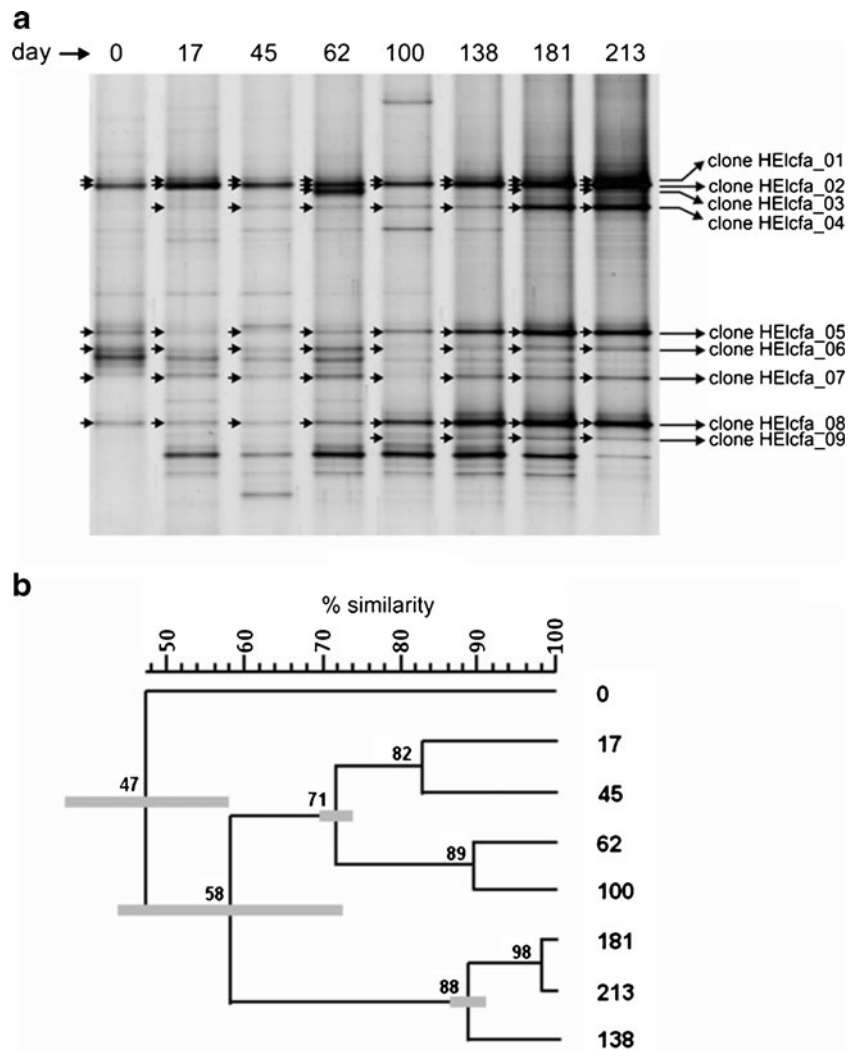 a
day → 0 17 45 62 100 138 181 213
clone HElcfa_01
clone HElcfa_02
clone HElcfa_03
clone HElcfa_04
clone HElcfa_05
clone HElcfa_06
clone HElcfa_07
clone HElcfa_08
clone HElcfa_09
b
% similarity
50 60 70 80 90 100
0
17
82
47
71
45
62
89
58
100
181
98
213
88
138